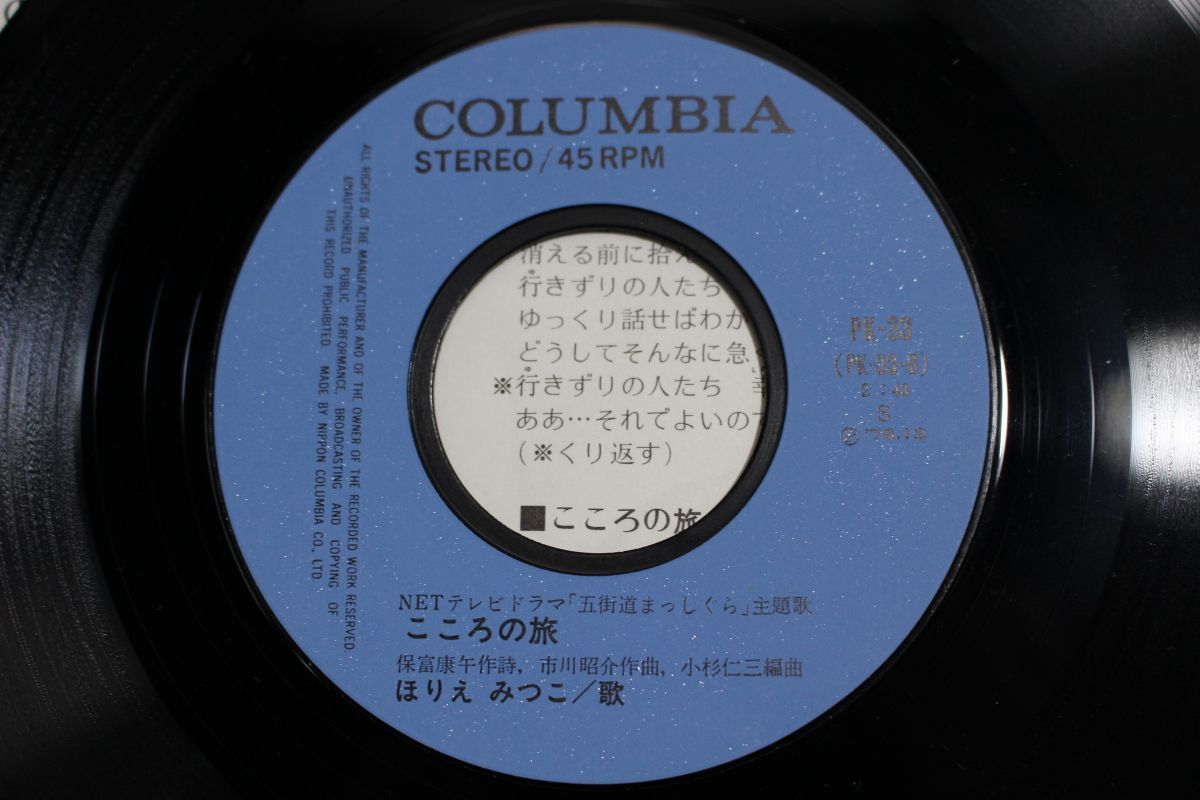 COLUMBIA
STEREO / 45 RPM
ALL RIGHTS OF THE MANUFACTURER AND OF THE OWNER OF THE RECORDED WORK RESERVED
UNAUTHORIZED PUBLIC PERFORMANCE, BROADCASTING AND COPYING OF
THIS RECORD PROHIBITED. MADE BY NIPPON COLUMBIA CO., LTD.
消える前に拾え
行きずりの人たち
ゆっくり話せばわか
どうしてそんなに急
※行きずりの人たち
ああ…それでよいの
(※くり返す)
■こころの旅
PK-33
S
NETテレビドラマ「五街道まっしぐら」主題歌
こころの旅
保富康午作詩, 市川昭介作曲, 小杉仁三編曲
ほりえ みつこ/歌